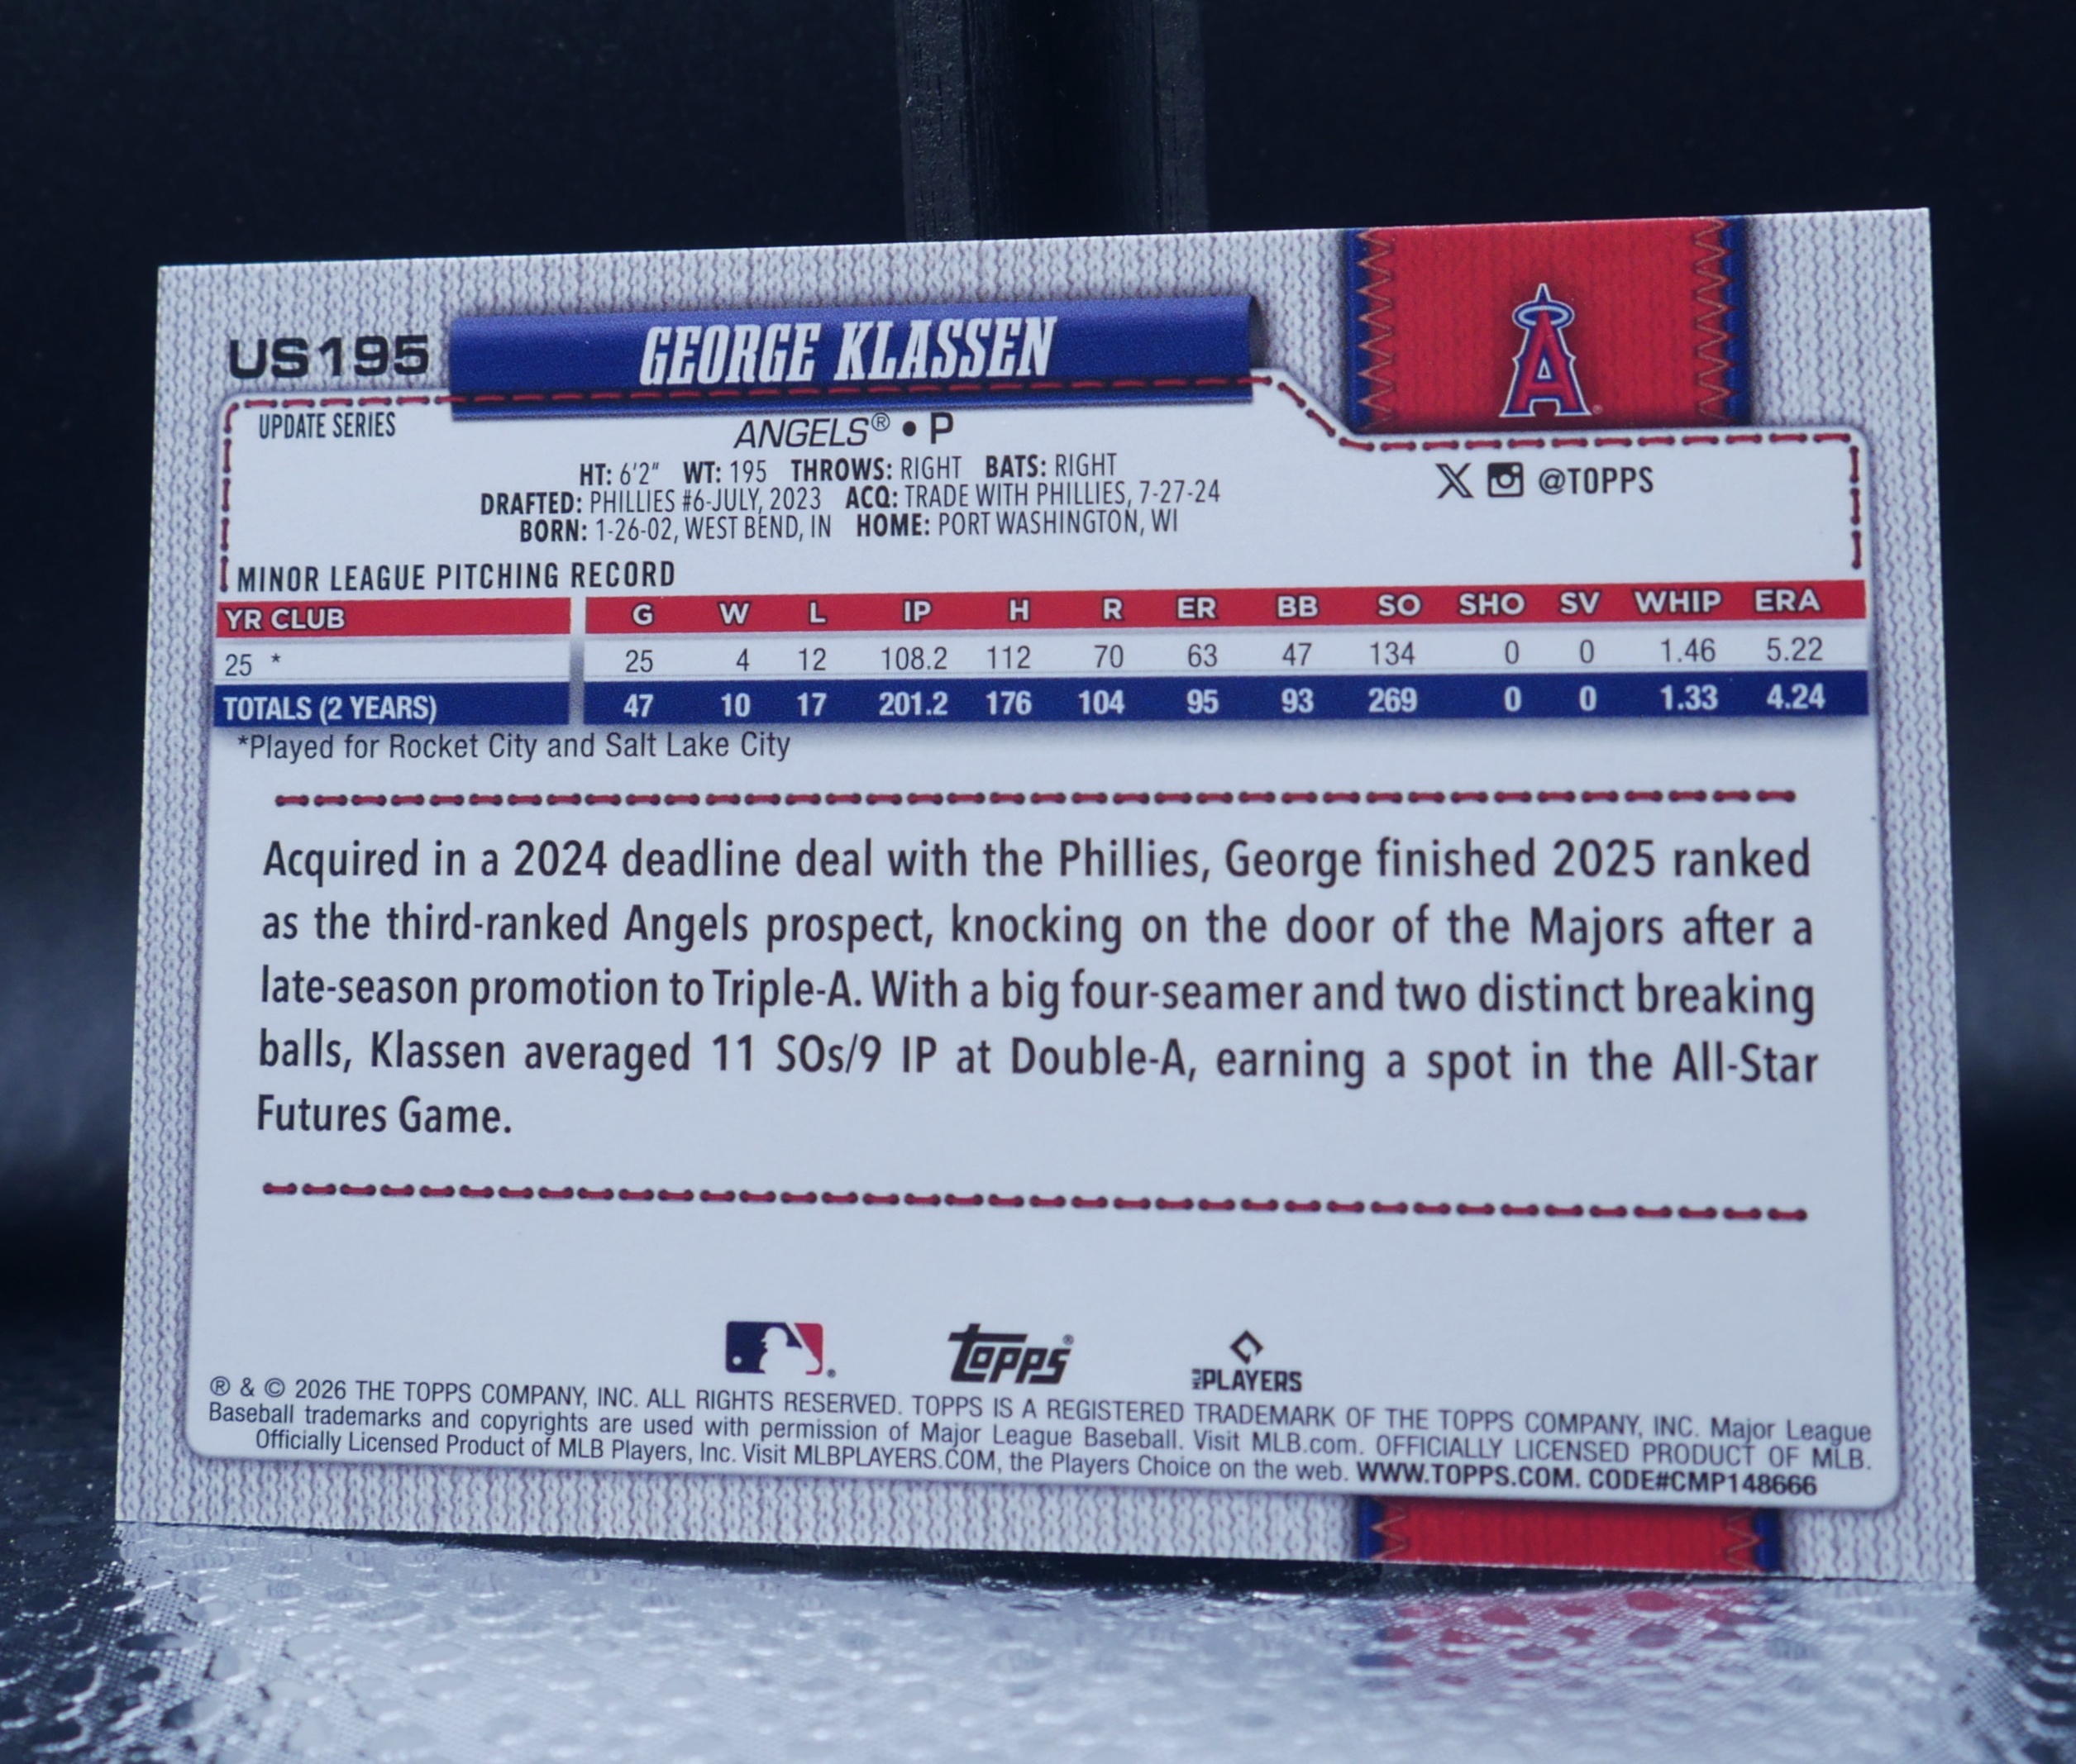 US195
GEORGE KLASSEN
A
UPDATE SERIES
ANGELS® • P
HT: 6'2" WT: 195 THROWS: RIGHT BATS: RIGHT
DRAFTED: PHILLIES #6-JULY, 2023 ACQ: TRADE WITH PHILLIES, 7-27-24
BORN: 1-26-02, WEST BEND, IN HOME: PORT WASHINGTON, WI
@TOPPS
MINOR LEAGUE PITCHING RECORD
YR CLUB G W L IP H R ER BB SO SHO SV WHIP ERA
25 * 25 4 12 108.2 112 70 63 47 134 0 0 1.46 5.22
TOTALS (2 YEARS) 47 10 17 201.2 176 104 95 93 269 0 0 1.33 4.24
*Played for Rocket City and Salt Lake City
Acquired in a 2024 deadline deal with the Phillies, George finished 2025 ranked
as the third-ranked Angels prospect, knocking on the door of the Majors after a
late-season promotion to Triple-A. With a big four-seamer and two distinct breaking
balls, Klassen averaged 11 SOs/9 IP at Double-A, earning a spot in the All-Star
Futures Game.
Topps®
MLB PLAYERS
® & © 2026 THE TOPPS COMPANY, INC. ALL RIGHTS RESERVED. TOPPS IS A REGISTERED TRADEMARK OF THE TOPPS COMPANY, INC. Major League
Baseball trademarks and copyrights are used with permission of Major League Baseball. Visit MLB.com. OFFICIALLY LICENSED PRODUCT OF MLB.
Officially Licensed Product of MLB Players, Inc. Visit MLBPLAYERS.COM, the Players Choice on the web. WWW.TOPPS.COM. CODE#CMP148666